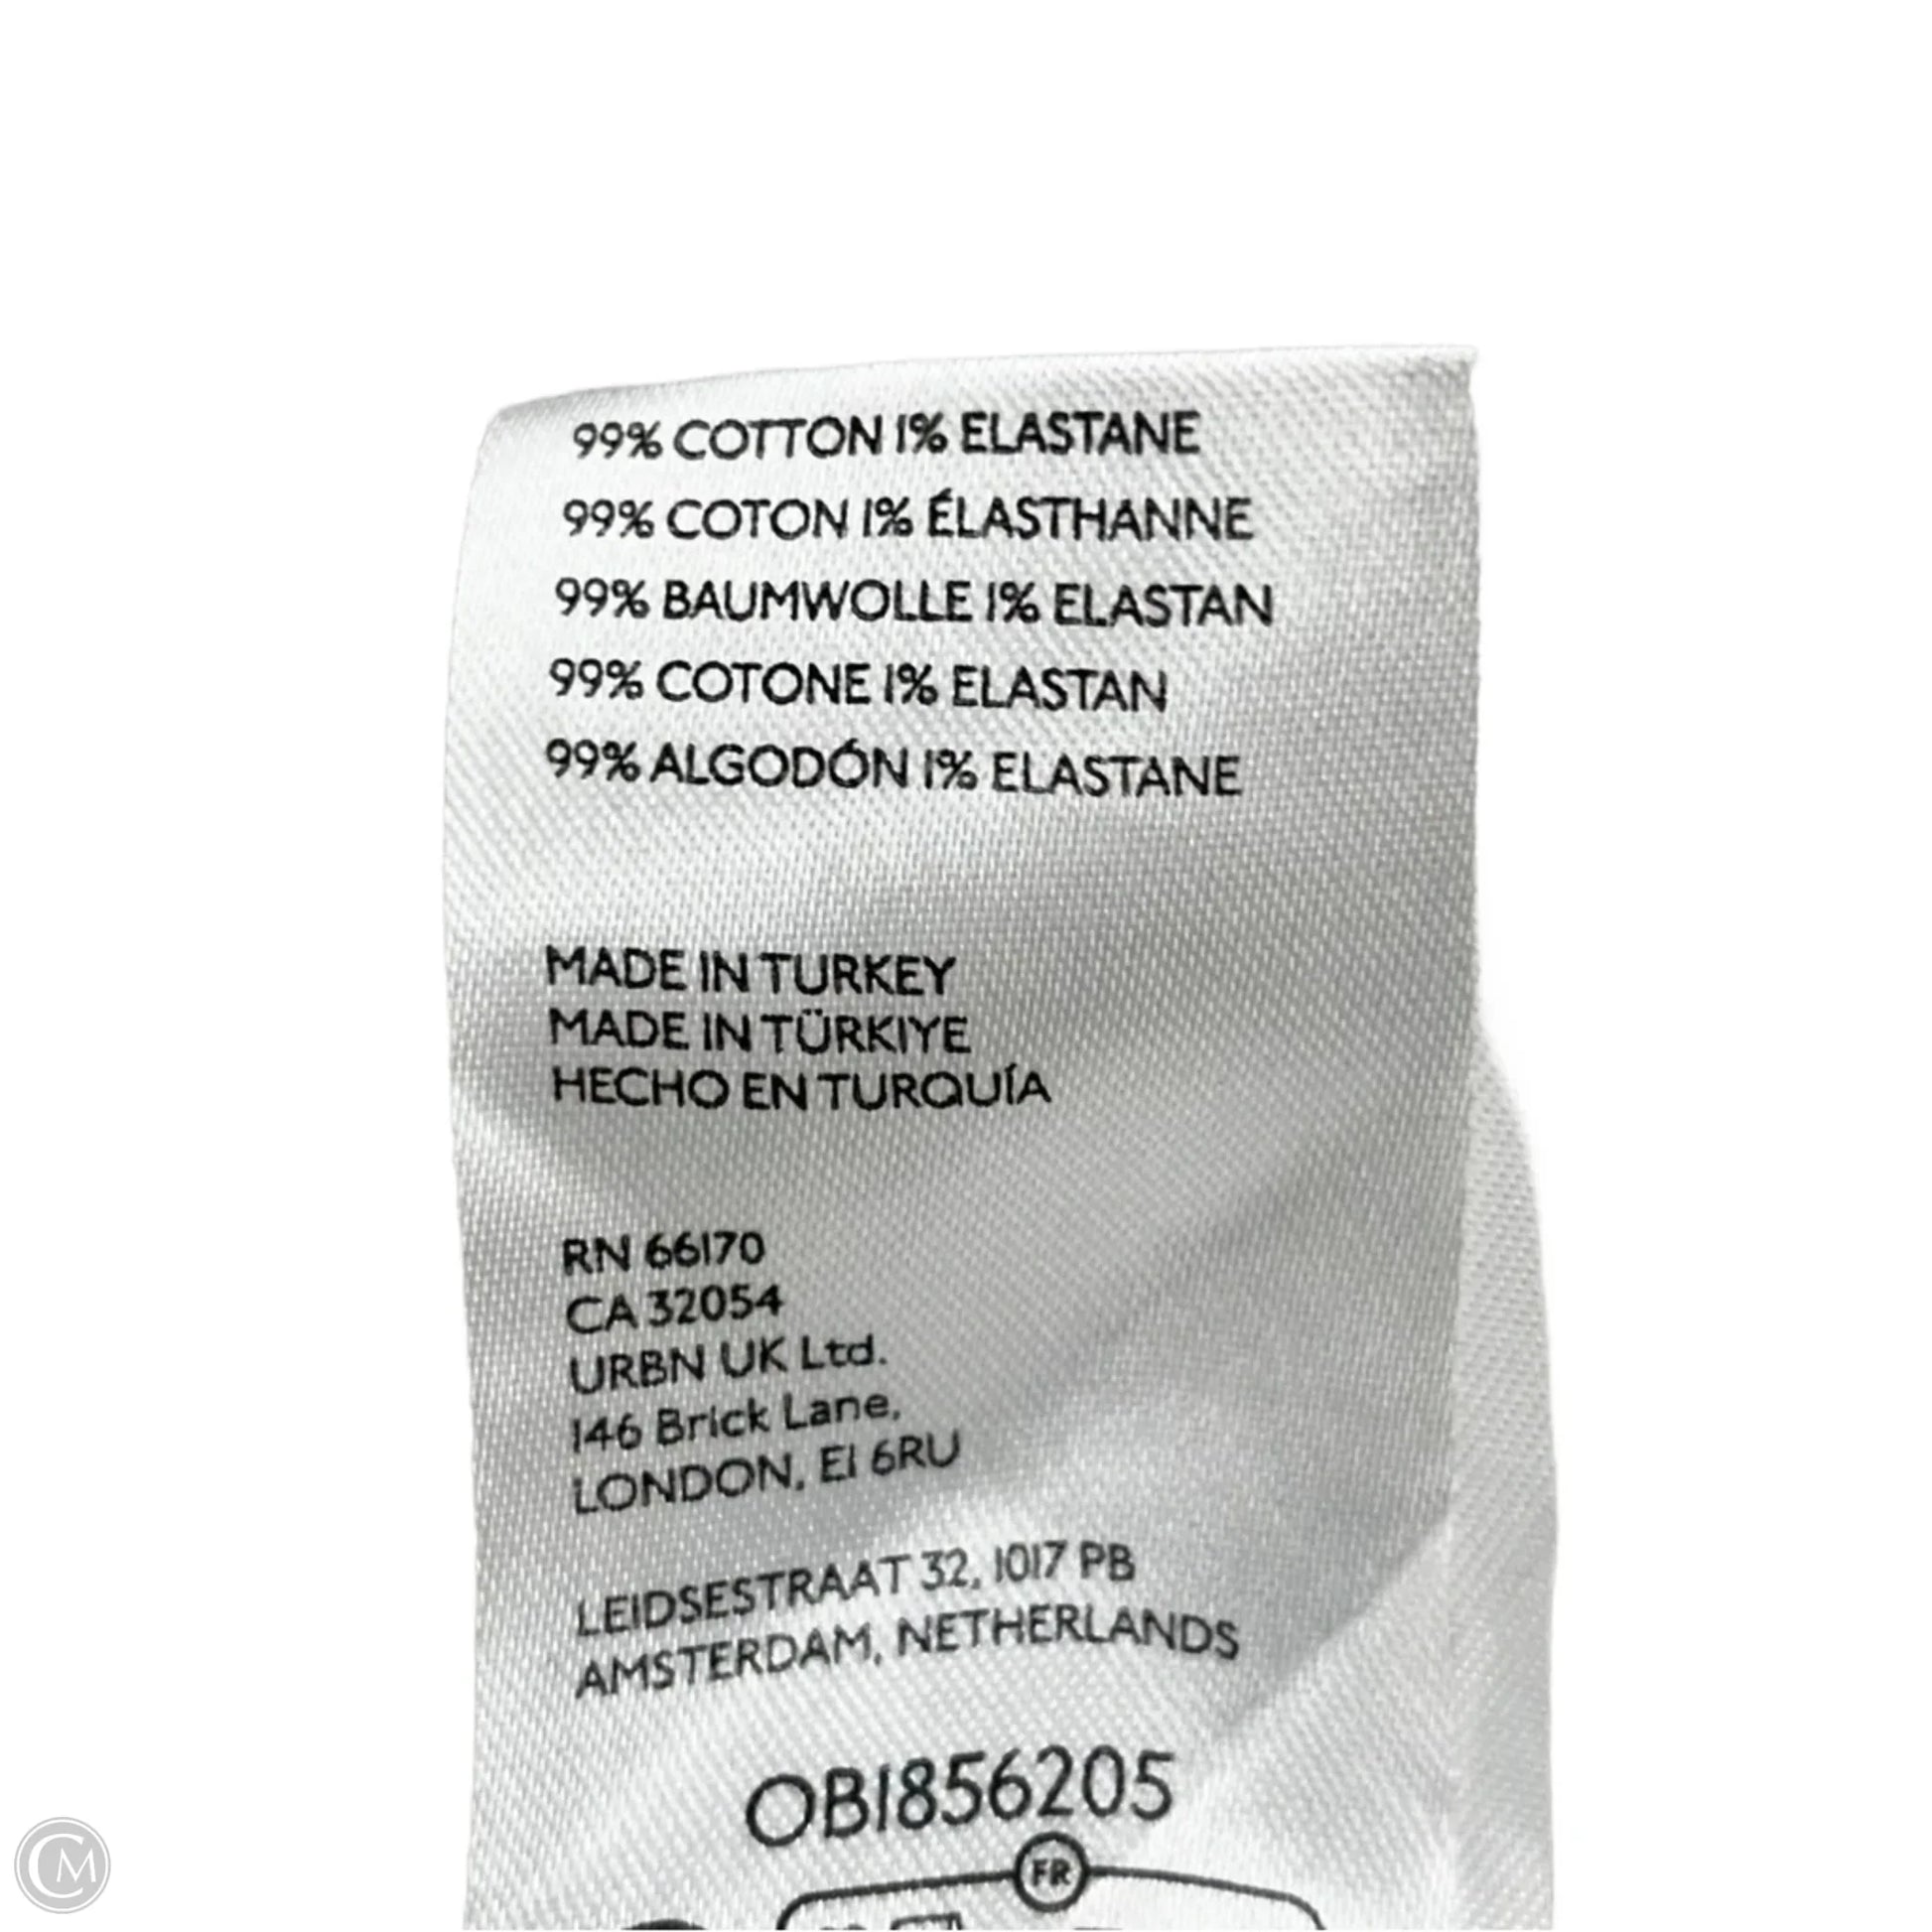 99% COTTON 1% ELASTANE
99% COTON 1% ÉLASTHANNE
99% BAUMWOLLE 1% ELASTAN
99% COTONE 1% ELASTAN
99% ALGODÓN 1% ELASTANE
MADE IN TURKEY
MADE IN TÜRKIYE
HECHO EN TURQUÍA
RN 66170
CA 32054
URBN UK Ltd.
146 Brick Lane,
LONDON, E1 6RU
LEIDSESTRAAT 32, 1017 PB
AMSTERDAM, NETHERLANDS
OB1856205
FR
CM